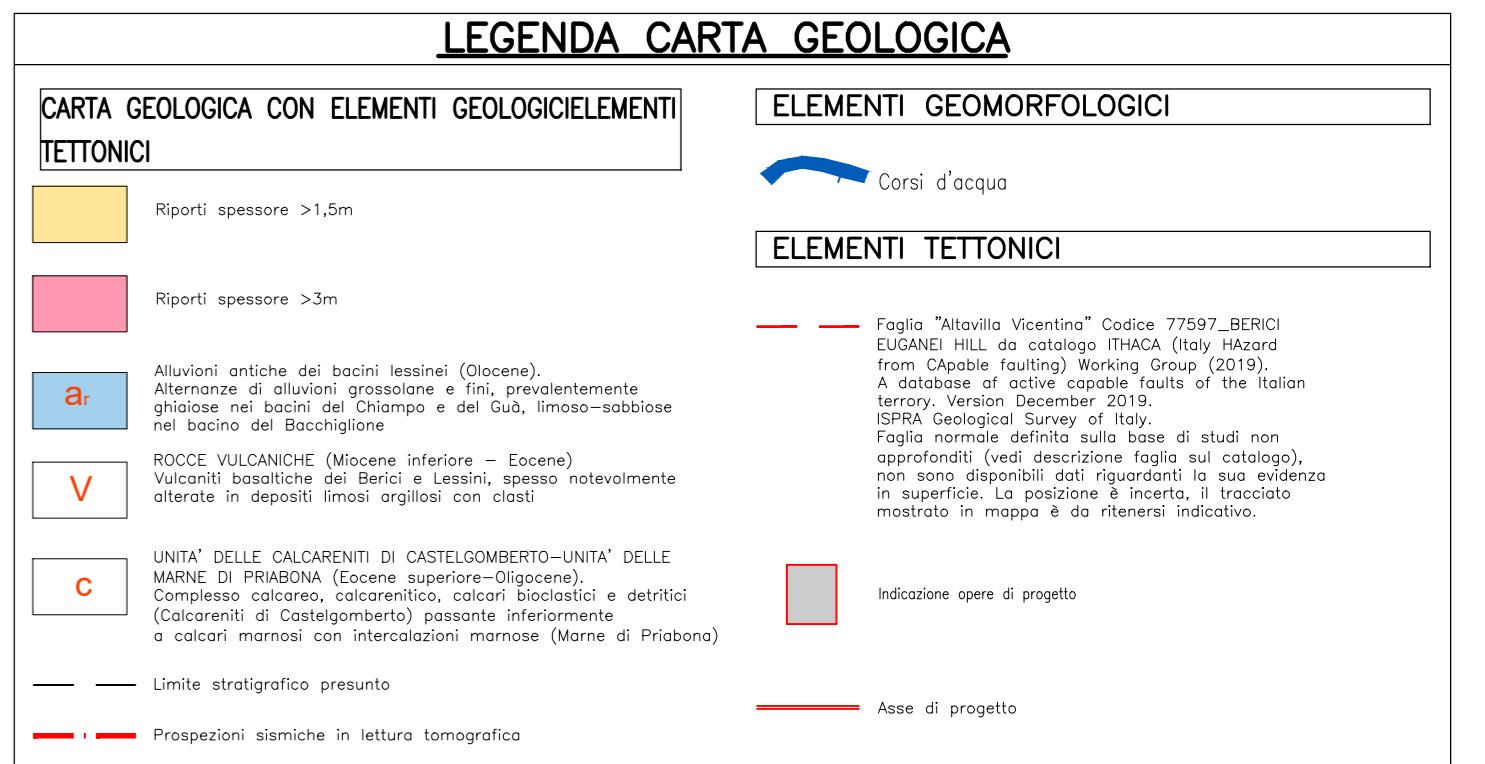 LEGENDA CARTA GEOLOGICA
CARTA GEOLOGICA CON ELEMENTI GEOLOGICIELEMENTI
TETTONICI
Riporti spessore >1,5m
Riporti spessore >3m
ar
Alluvioni antiche dei bacini lessinei (Olocene).
Alternanze di alluvioni grossolane e fini, prevalentemente
ghiaiose nei bacini del Chiampo e del Guà, limoso-sabbiose
nel bacino del Bacchiglione
V
ROCCE VULCANICHE (Miocene inferiore - Eocene)
Vulcaniti basaltiche dei Berici e Lessini, spesso notevolmente
alterate in depositi limosi argillosi con clasti
c
UNITA' DELLE CALCARENITI DI CASTELGOMBERTO-UNITA' DELLE
MARNE DI PRIABONA (Eocene superiore-Oligocene).
Complesso calcareo, calcarenitico, calcari bioclastici e detritici
(Calcareniti di Castelgomberto) passante inferiormente
a calcari marnosi con intercalazioni marnose (Marne di Priabona)
Limite stratigrafico presunto
Prospezioni sismiche in lettura tomografica
ELEMENTI GEOMORFOLOGICI
Corsi d'acqua
ELEMENTI TETTONICI
Faglia "Altavilla Vicentina" Codice 77597_BERICI
EUGANEI HILL da catalogo ITHACA (Italy HAzard
from CApable faulting) Working Group (2019).
A database af active capable faults of the Italian
terrory. Version December 2019.
ISPRA Geological Survey of Italy.
Faglia normale definita sulla base di studi non
approfonditi (vedi descrizione faglia sul catalogo),
non sono disponibili dati riguardanti la sua evidenza
in superficie. La posizione è incerta, il tracciato
mostrato in mappa è da ritenersi indicativo.
Indicazione opere di progetto
Asse di progetto